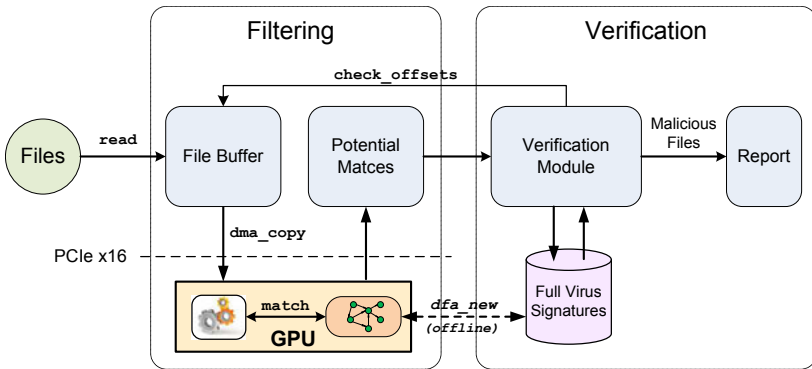 Filtering
Verification
check_offsets
Files
read
File Buffer
Potential
Matces
Verification
Module
Malicious
Files
Report
dma_copy
PCIe x16
match
GPU
dfa_new
(offline)
Full Virus
Signatures